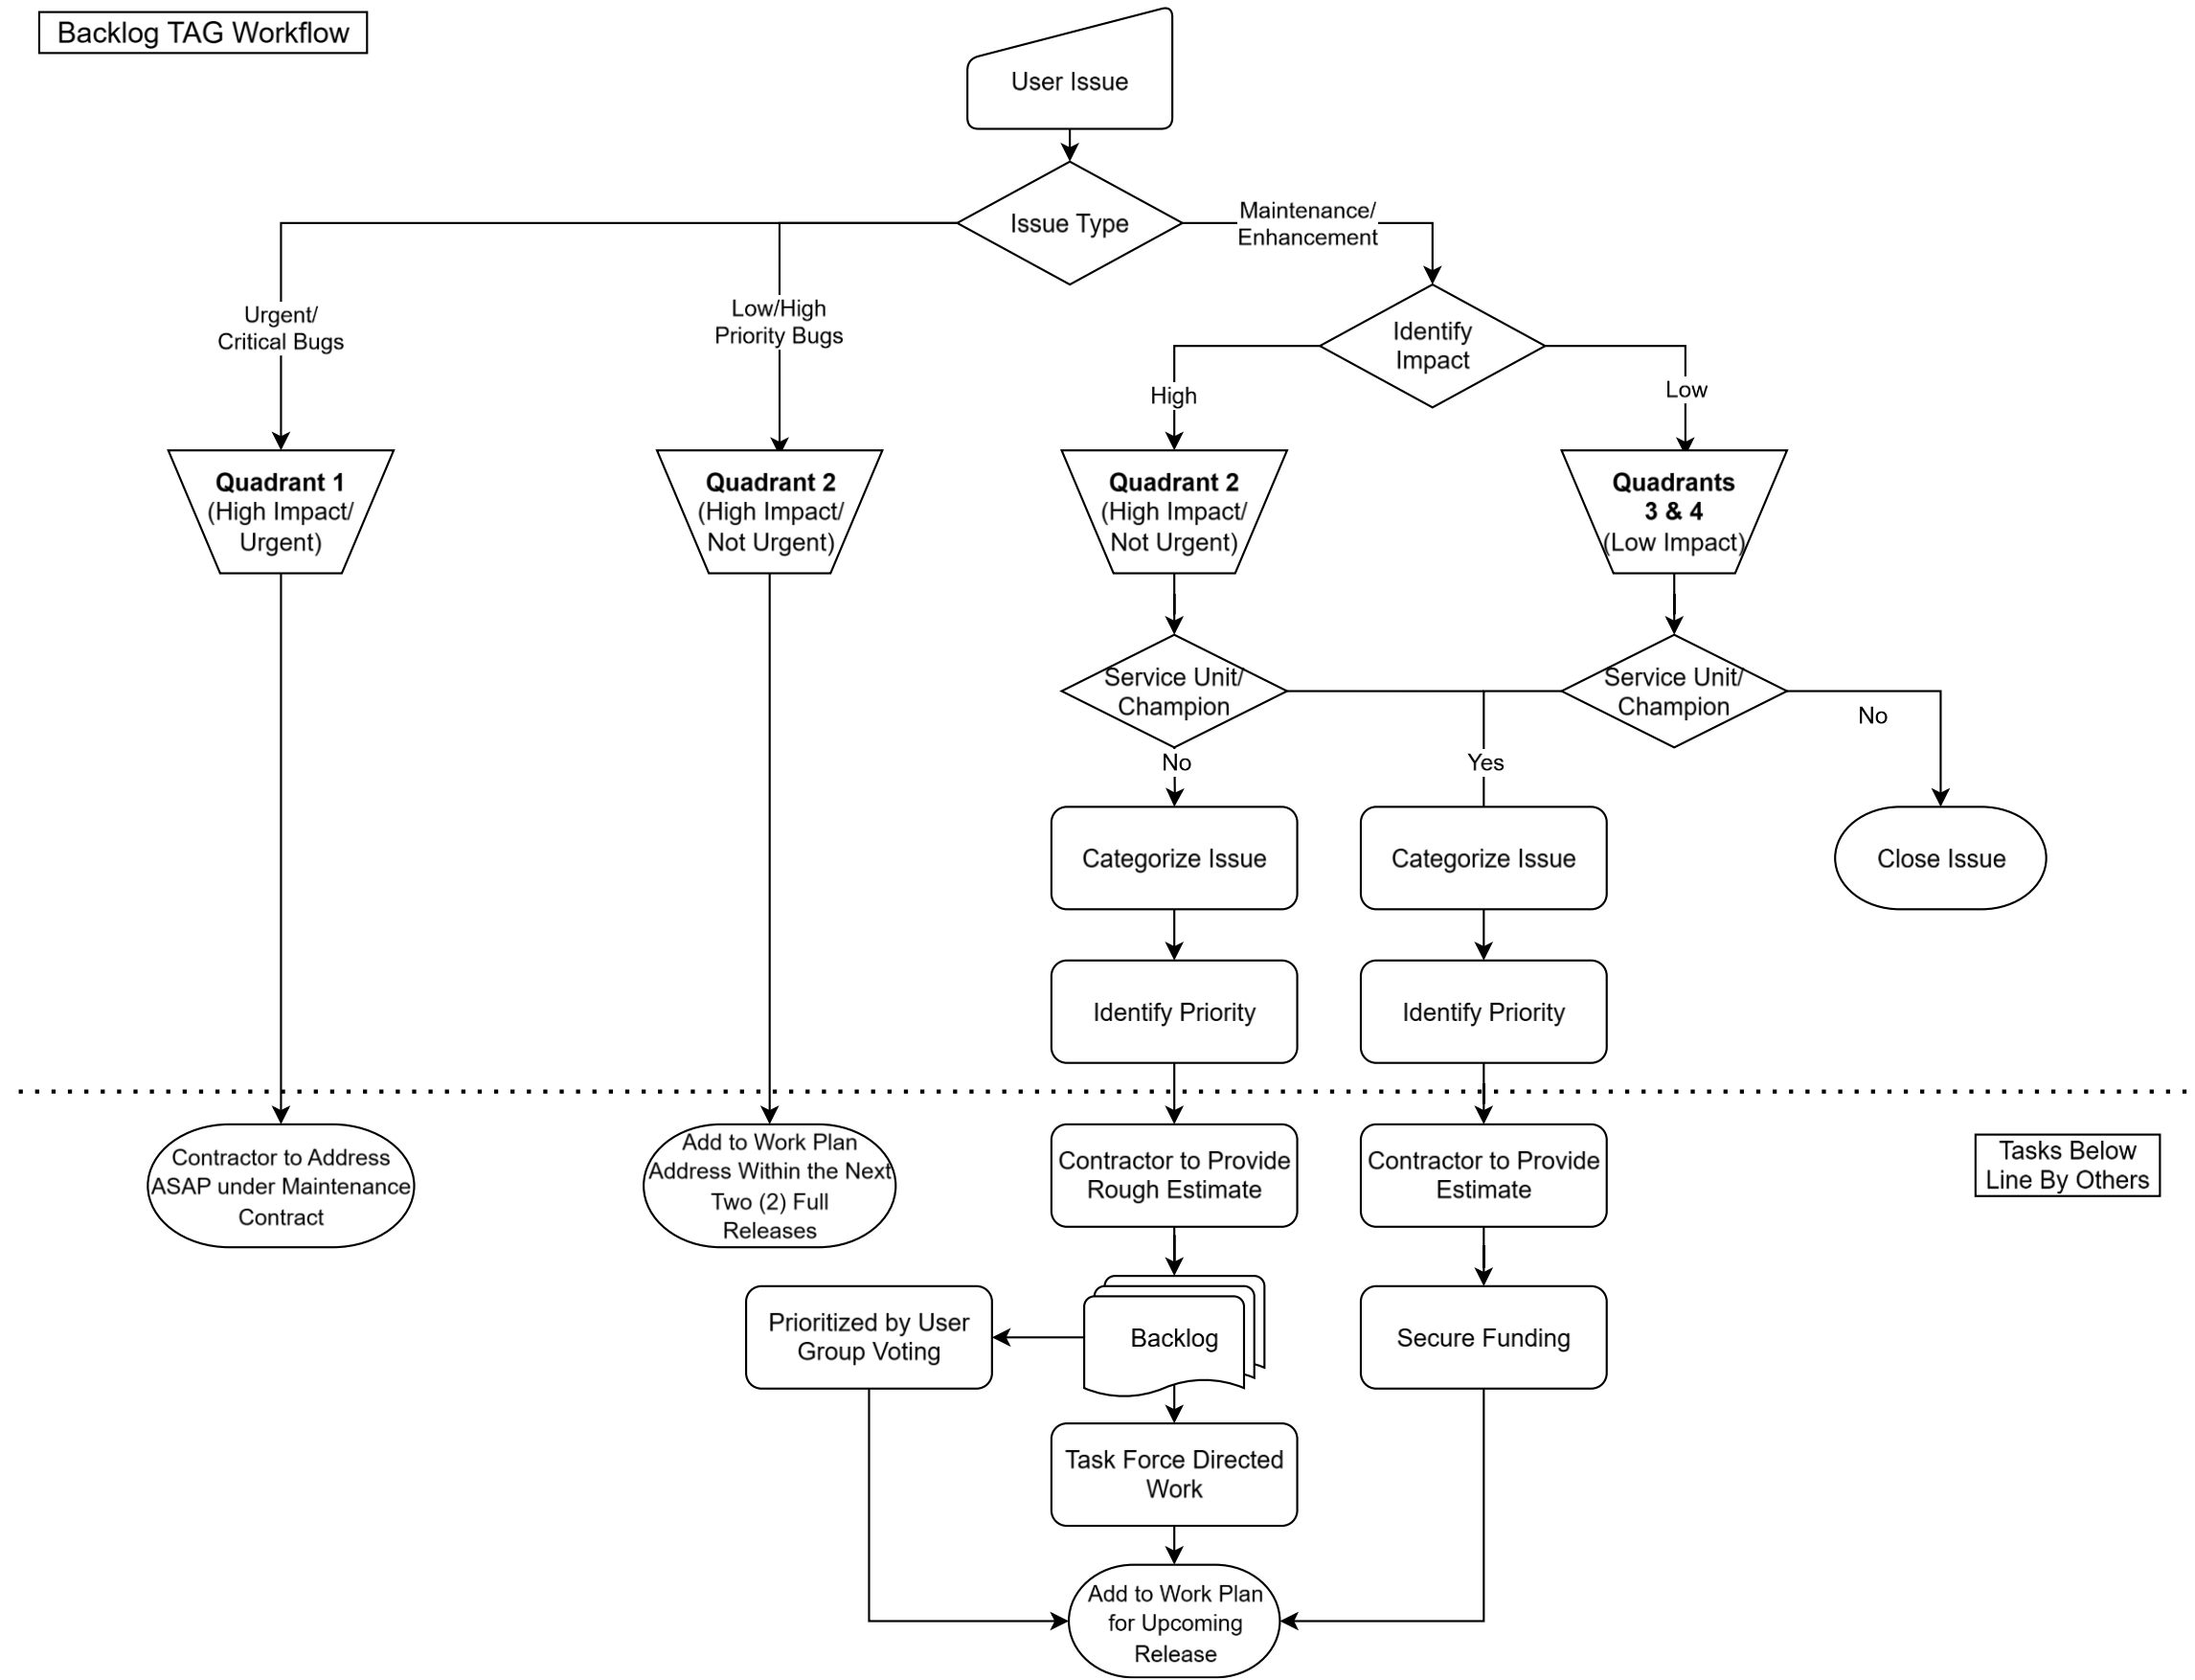 Backlog TAG Workflow
User Issue
Issue Type
Maintenance/
Enhancement
Urgent/
Critical Bugs
Low/High
Priority Bugs
Identify
Impact
High
Low
Quadrant 1
(High Impact/
Urgent)
Quadrant 2
(High Impact/
Not Urgent)
Quadrant 2
(High Impact/
Not Urgent)
Quadrants
3 & 4
(Low Impact)
Service Unit/
Champion
Service Unit/
Champion
No
No
Yes
Categorize Issue
Categorize Issue
Close Issue
Identify Priority
Identify Priority
Contractor to Address
ASAP under Maintenance
Contract
Add to Work Plan
Address Within the Next
Two (2) Full
Releases
Contractor to Provide
Rough Estimate
Contractor to Provide
Estimate
Tasks Below
Line By Others
Prioritized by User
Group Voting
Backlog
Secure Funding
Task Force Directed
Work
Add to Work Plan
for Upcoming
Release